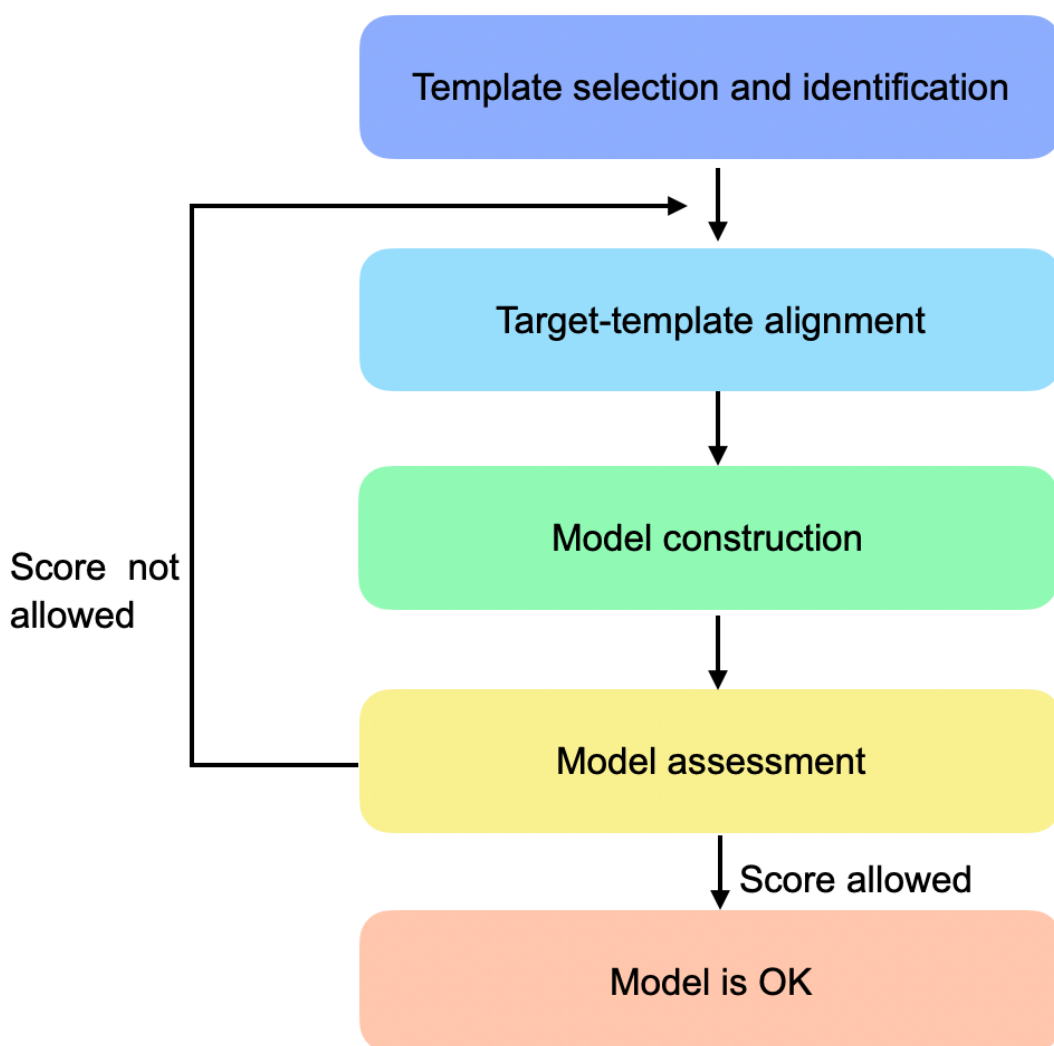 Template selection and identification
Target-template alignment
Model construction
Score not
allowed
Model assessment
Score allowed
Model is OK